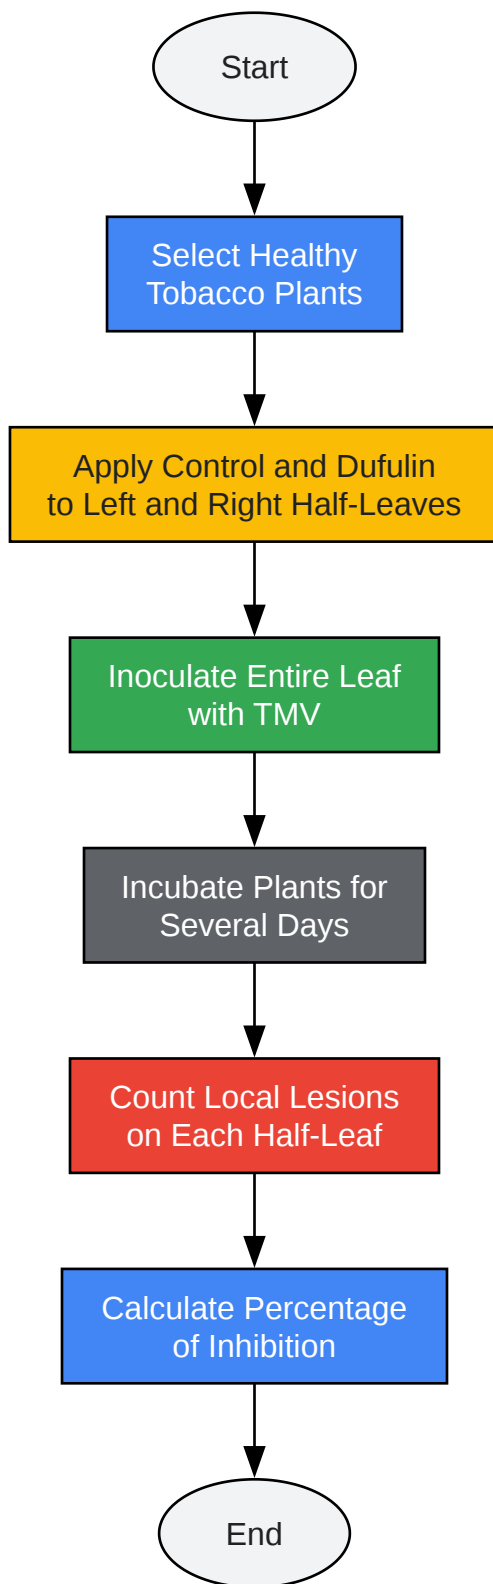 Start
Select Healthy
Tobacco Plants
Apply Control and Dufulin
to Left and Right Half-Leaves
Inoculate Entire Leaf
with TMV
Incubate Plants for
Several Days
Count Local Lesions
on Each Half-Leaf
Calculate Percentage
of Inhibition
End